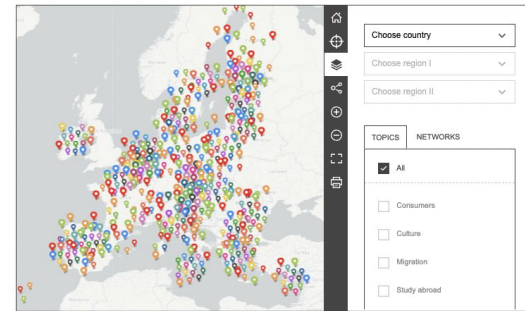 Choose country
Choose region I
Choose region II
TOPICS
NETWORKS
All
Consumers
Culture
Migration
Study abroad